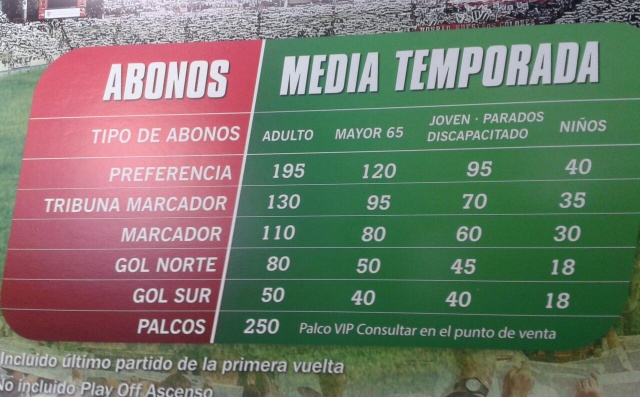 ABONOS MEDIA TEMPORADA
TIPO DE ABONOS ADULTO MAYOR 65 JOVEN · PARADOS DISCAPACITADO NIÑOS
PREFERENCIA 195 120 95 40
TRIBUNA MARCADOR 130 95 70 35
MARCADOR 110 80 60 30
GOL NORTE 80 50 45 18
GOL SUR 50 40 40 18
PALCOS 250 Palco VIP Consultar en el punto de venta
Incluido último partido de la primera vuelta
No incluido Play Off Ascenso